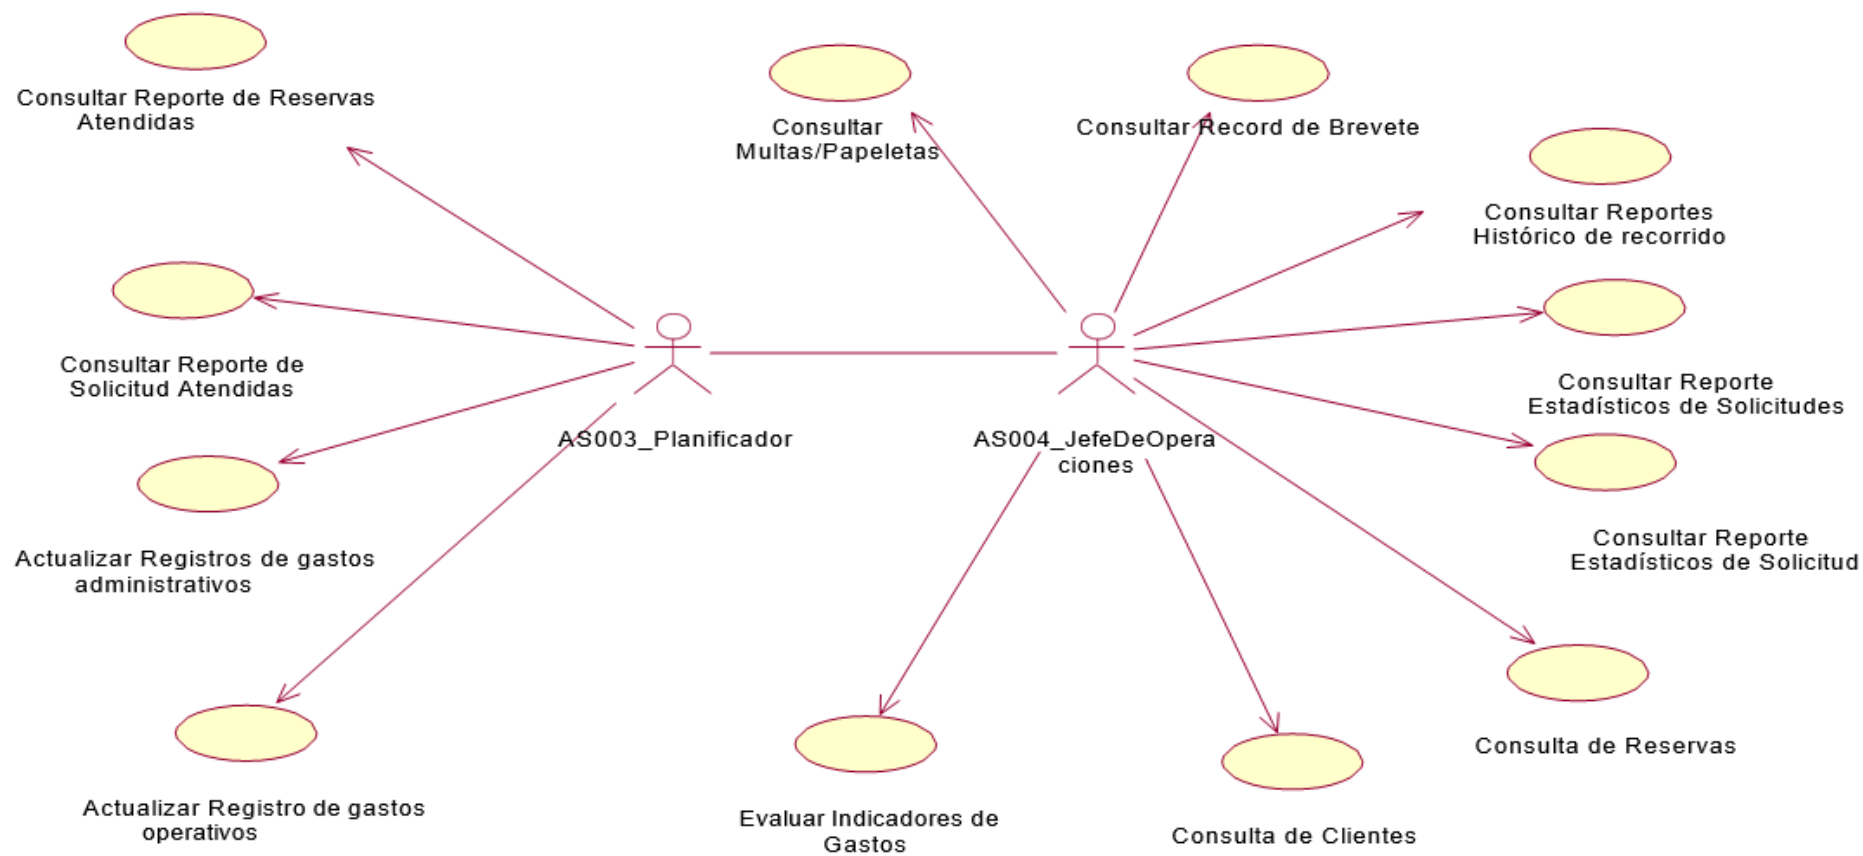 Consultar Reporte de Reservas
Atendidas
Consultar
Multas/Papeletas
Consultar Record de Brevete
Consultar Reportes
Histórico de recorrido
Consultar Reporte de
Solicitud Atendidas
Consultar Reporte
Estadísticos de Solicitudes
AS003_Planificador
AS004_JefeDeOpera
ciones
Actualizar Registros de gastos
administrativos
Consultar Reporte
Estadísticos de Solicitud
Consulta de Reservas
Actualizar Registro de gastos
operativos
Evaluar Indicadores de
Gastos
Consulta de Clientes